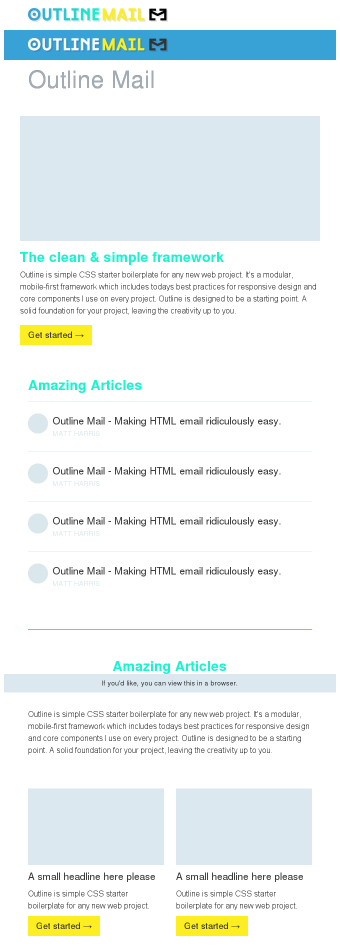 OUTLINEMAIL
OUTLINEMAIL
Outline Mail
The clean & simple framework
Outline is simple CSS starter boilerplate for any new web project. It's a modular,
mobile-first framework which includes todays best practices for responsive design and
core components I use on every project. Outline is designed to be a starting point. A
solid foundation for your project, leaving the creativity up to you.
Get started →
Amazing Articles
Outline Mail - Making HTML email ridiculously easy.
MATT HARRIS
Outline Mail - Making HTML email ridiculously easy.
MATT HARRIS
Outline Mail - Making HTML email ridiculously easy.
MATT HARRIS
Outline Mail - Making HTML email ridiculously easy.
MATT HARRIS
Amazing Articles
If you'd like, you can view this in a browser.
Outline is simple CSS starter boilerplate for any new web project. It's a modular,
mobile-first framework which includes todays best practices for responsive design
and core components I use on every project. Outline is designed to be a starting
point. A solid foundation for your project, leaving the creativity up to you.
A small headline here please
Outline is simple CSS starter
boilerplate for any new web project.
Get started →
A small headline here please
Outline is simple CSS starter
boilerplate for any new web project.
Get started →